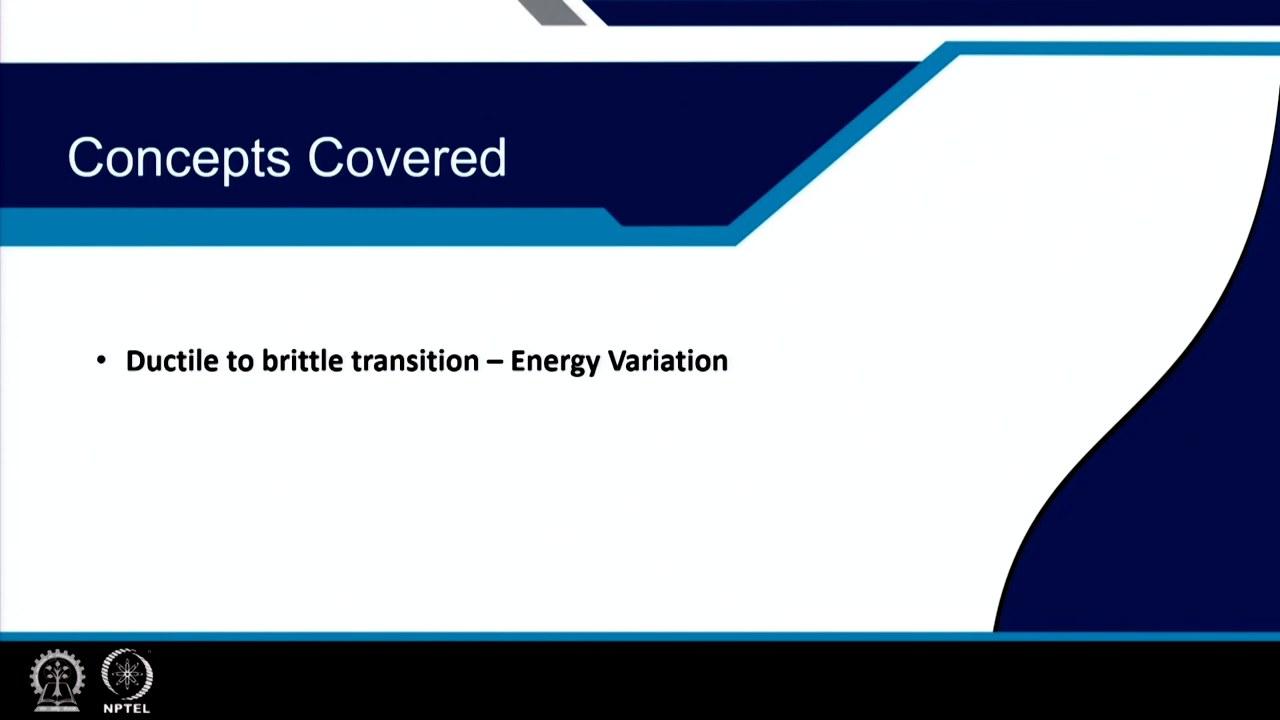 Concepts Covered
• Ductile to brittle transition – Energy Variation
NPTEL